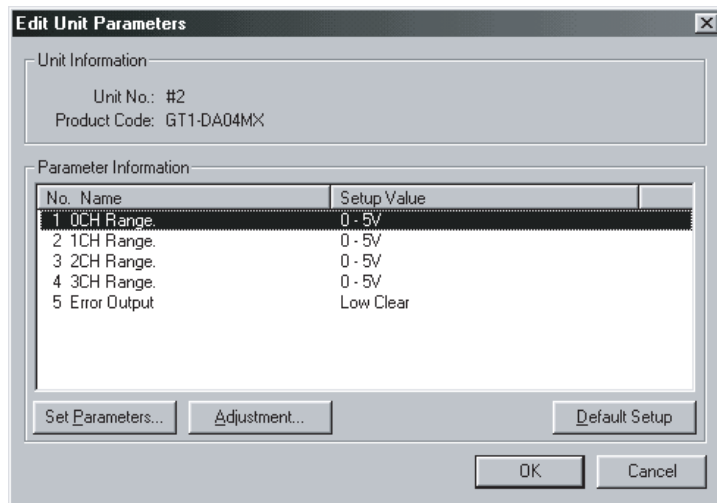 Edit Unit Parameters
Unit Information
Unit No.: #2
Product Code: GT1-DA04MX
Parameter Information
No. Name Setup Value
1 0CH Range. 0 - 5V
2 1CH Range. 0 - 5V
3 2CH Range. 0 - 5V
4 3CH Range. 0 - 5V
5 Error Output Low Clear
Set Parameters... Adjustment... Default Setup
OK Cancel